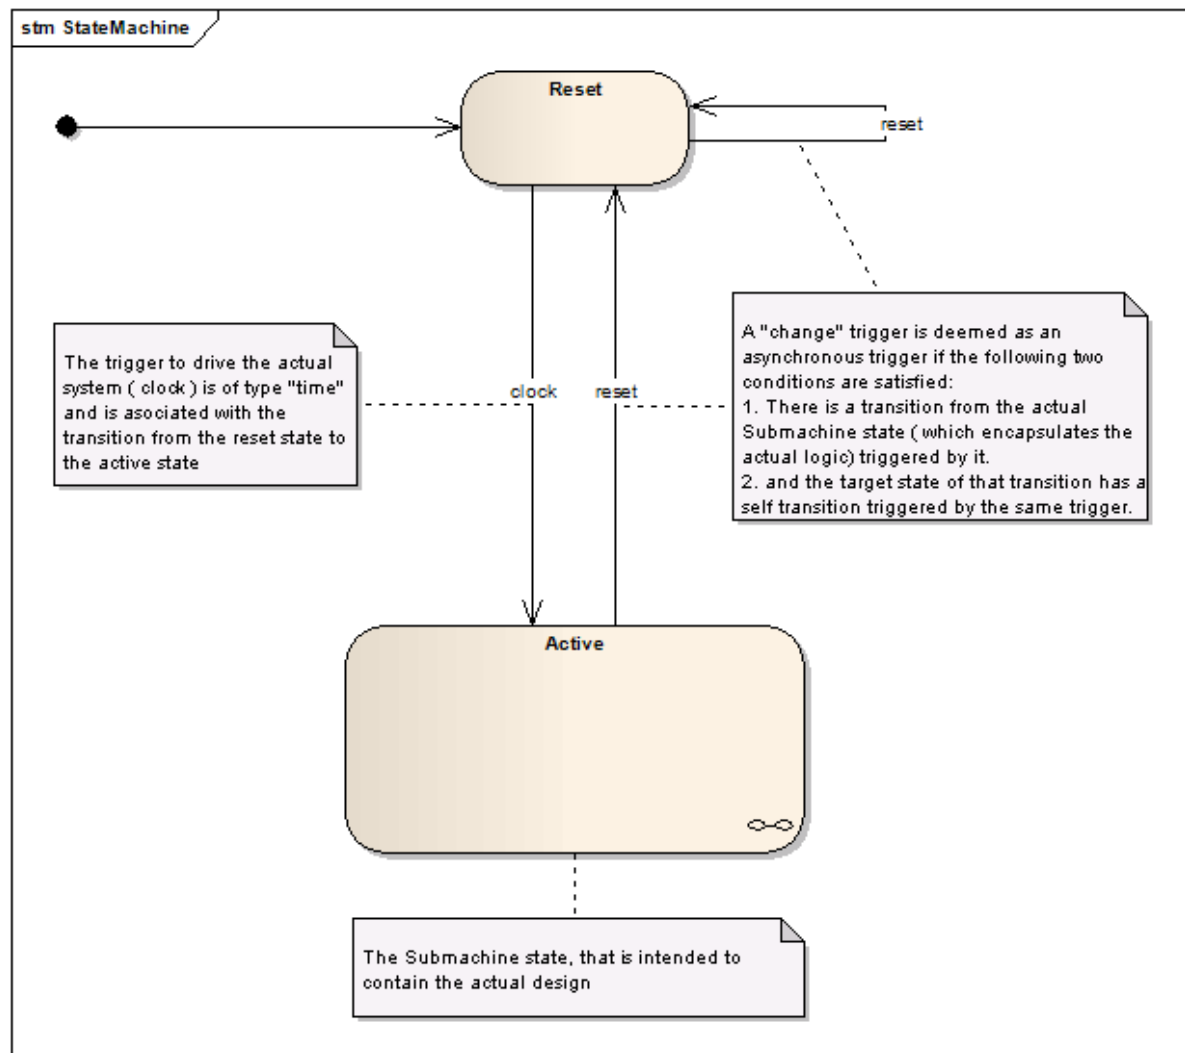 stm StateMachine
Reset
reset
The trigger to drive the actual
system ( clock ) is of type "time"
and is asociated with the
transition from the reset state to
the active state
clock
reset
A "change" trigger is deemed as an
asynchronous trigger if the following two
conditions are satisfied:
1. There is a transition from the actual
Submachine state ( which encapsulates the
actual logic) triggered by it.
2. and the target state of that transition has a
self transition triggered by the same trigger.
Active
The Submachine state, that is intended to
contain the actual design